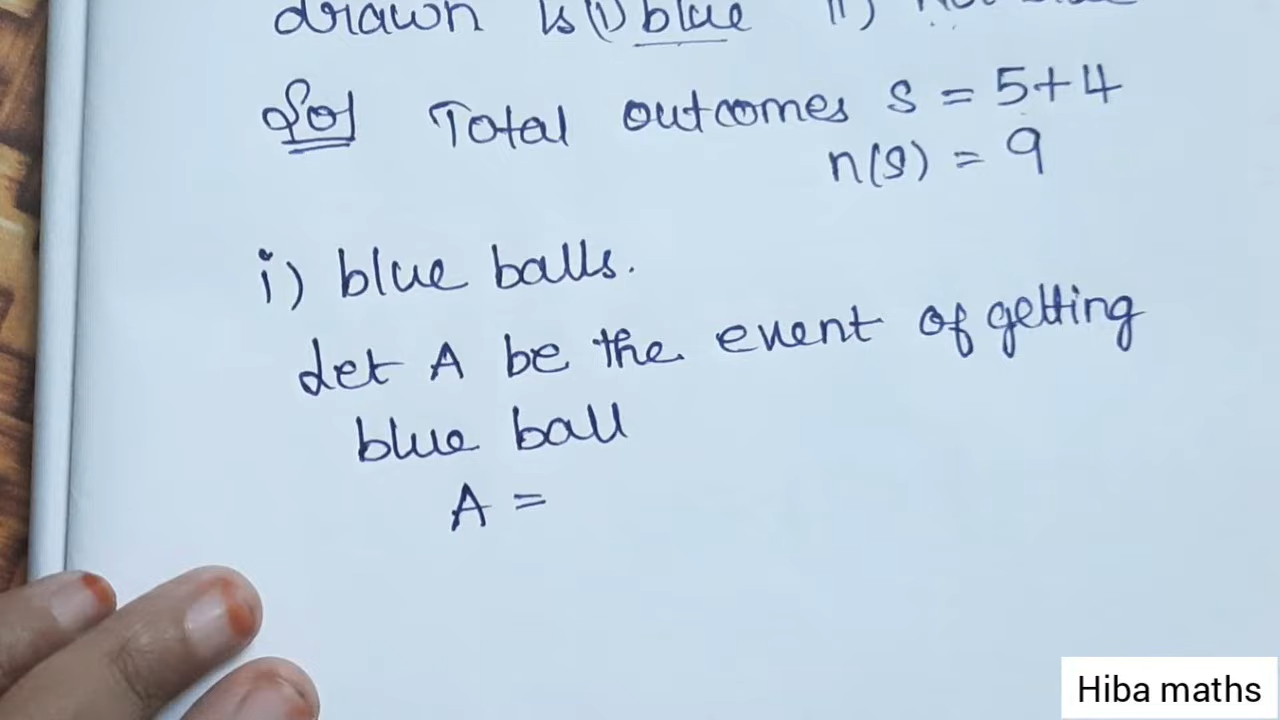 drawn is (i) blue ii)
Sol Total outcomes S = 5+4
n(S) = 9
i) blue balls.
Let A be the event of getting
blue ball
A =
Hiba maths